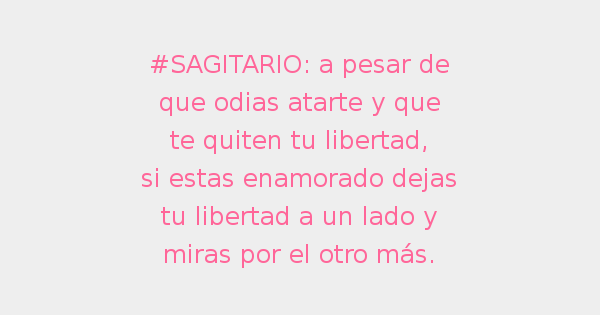 #SAGITARIO: a pesar de
que odias atarte y que
te quiten tu libertad,
si estas enamorado dejas
tu libertad a un lado y
miras por el otro más.